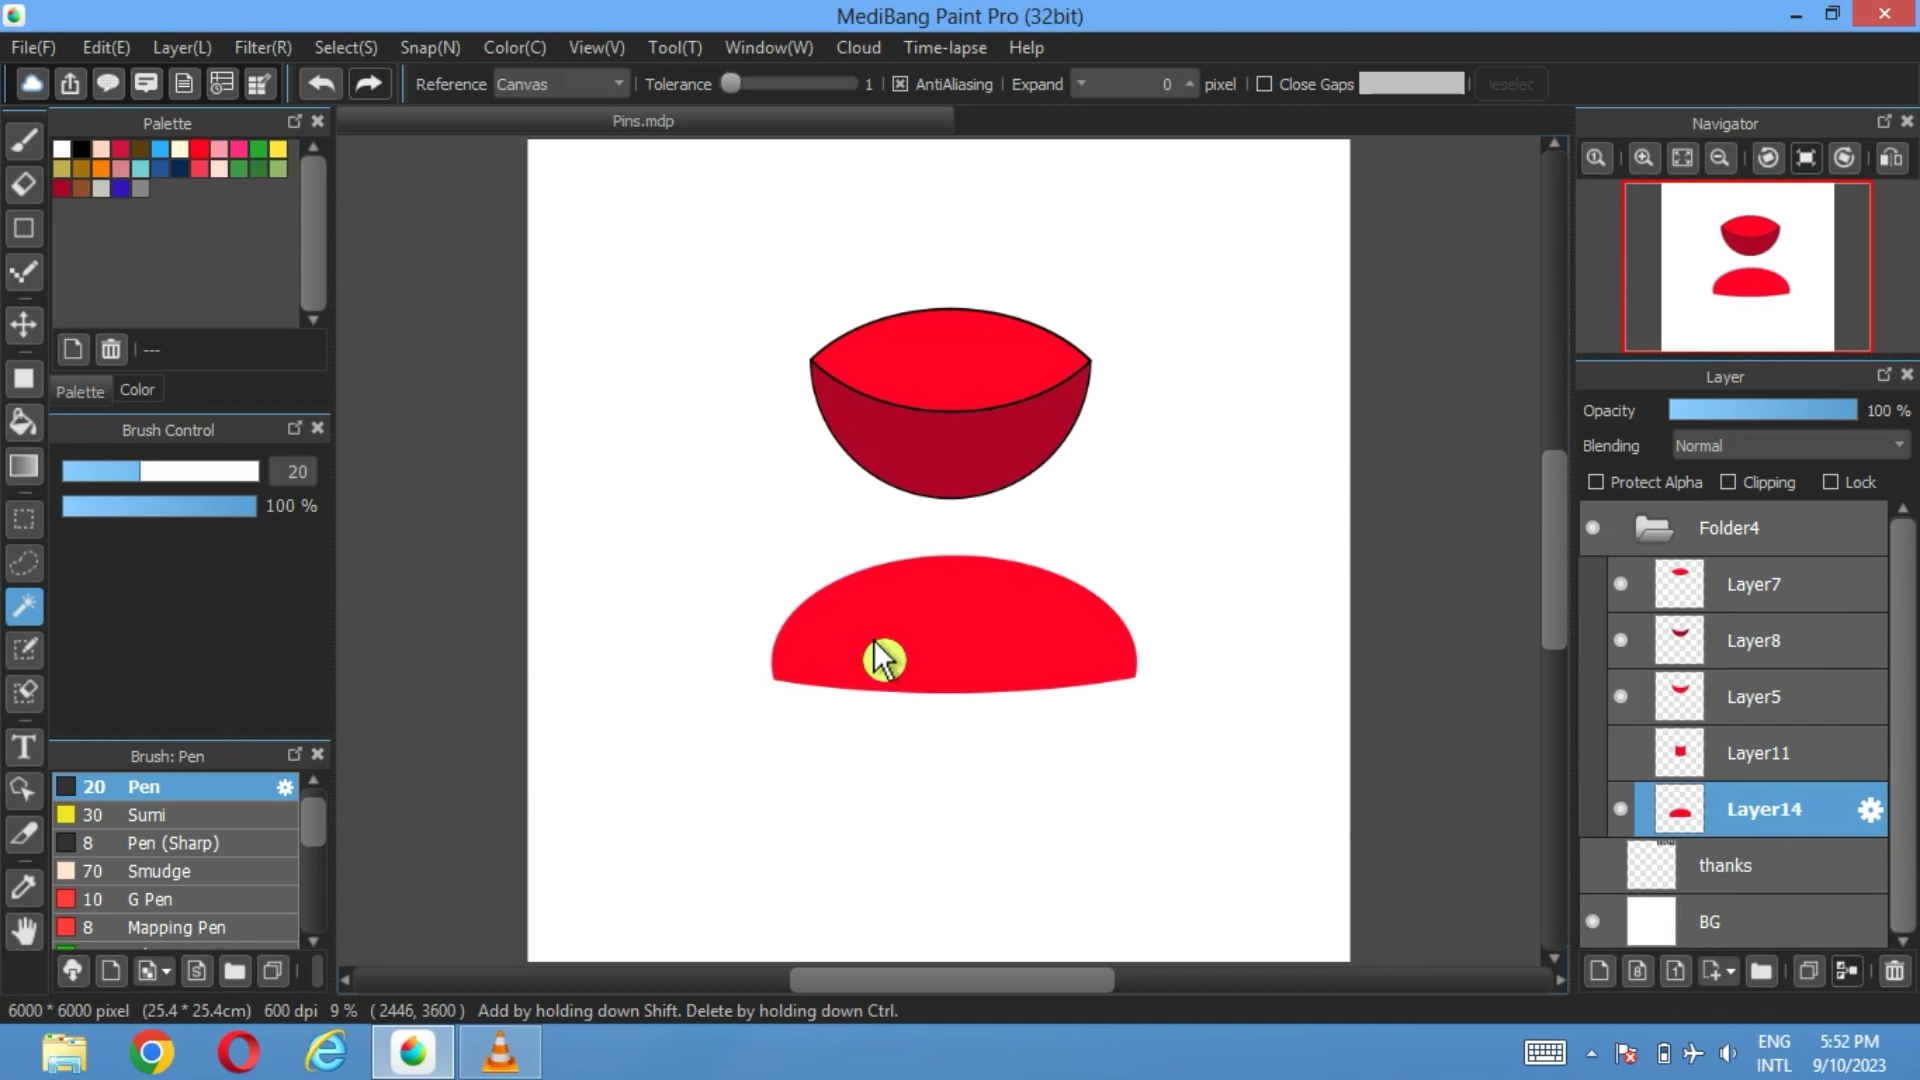 MediBang Paint Pro (32bit)
File(F) Edit(E) Layer(L) Filter(R) Select(S) Snap(N) Color(C) View(V) Tool(T) Window(W) Cloud Time-lapse Help
Reference Canvas Tolerance 1 AntiAliasing Expand 0 pixel Close Gaps
Palette
Pins.mdp
Navigator
---
Palette Color
Brush Control
20
100 %
Layer
Opacity 100 %
Blending Normal
Protect Alpha Clipping Lock
Folder4
Layer7
Layer8
Layer5
Layer11
Layer14
thanks
BG
Brush: Pen
20 Pen
30 Sumi
8 Pen (Sharp)
70 Smudge
10 G Pen
8 Mapping Pen
6000 * 6000 pixel (25.4 * 25.4cm) 600 dpi 9 % ( 2446, 3600 ) Add by holding down Shift. Delete by holding down Ctrl.
ENG 5:52 PM
INTL 9/10/2023